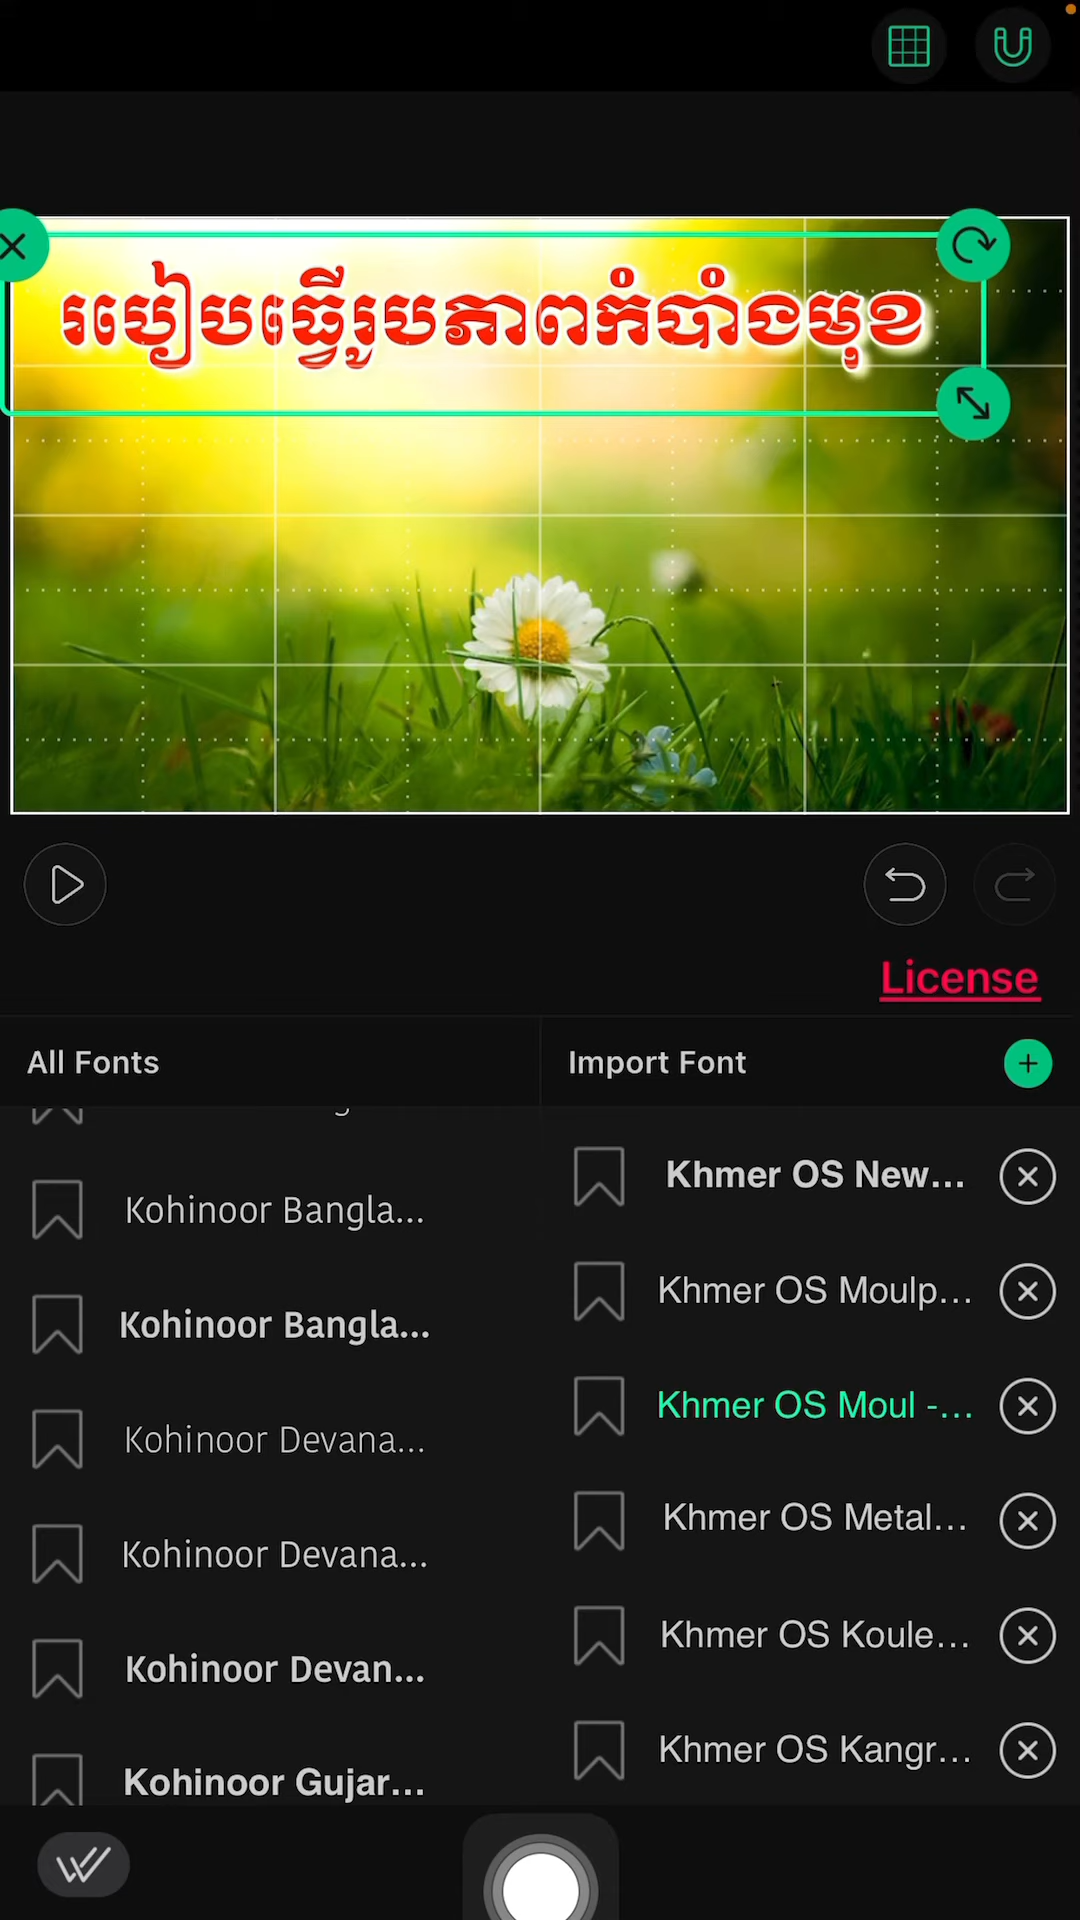 របៀបធ្វើរូបភាពកំបាំងមុខ
License
All Fonts
Import Font
Kohinoor Bangla...
Kohinoor Bangla...
Kohinoor Devana...
Kohinoor Devana...
Kohinoor Devan...
Kohinoor Gujar...
Khmer OS New...
Khmer OS Moulp...
Khmer OS Moul -...
Khmer OS Metal...
Khmer OS Koule...
Khmer OS Kangr...